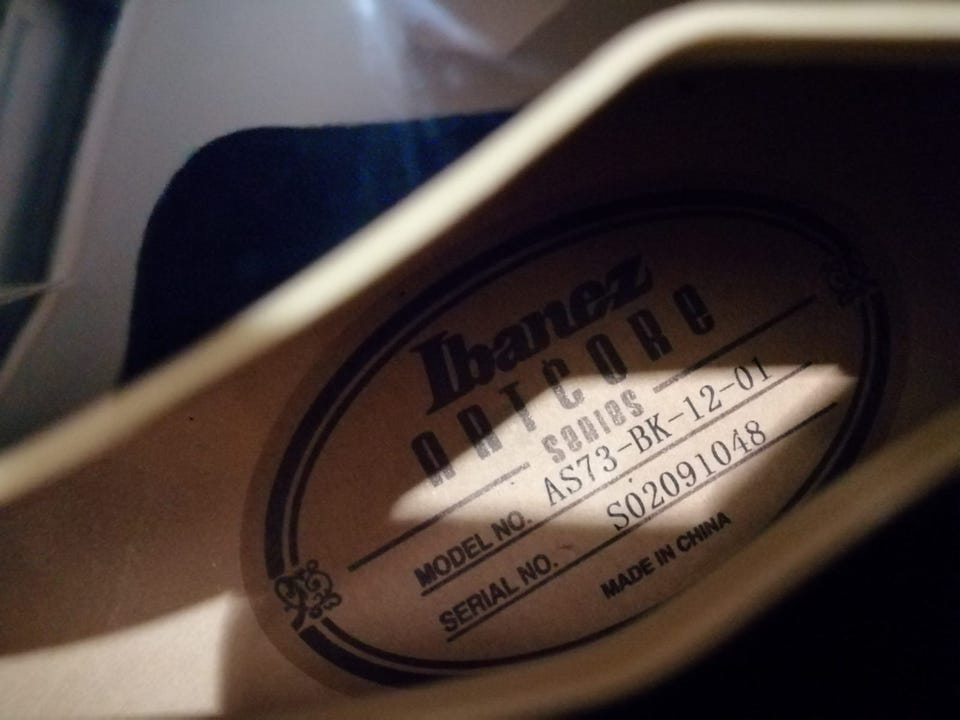 Ibanez
ARTCORE
series
MODEL NO. AS73-BK-12-01
SERIAL NO. S02091048
MADE IN CHINA